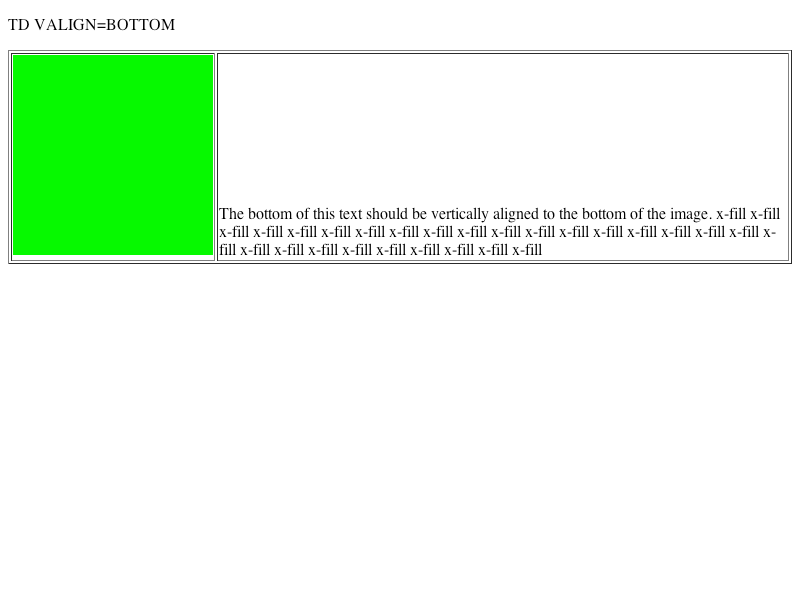 TD VALIGN=BOTTOM
The bottom of this text should be vertically aligned to the bottom of the image. x-fill x-fill
x-fill x-fill x-fill x-fill x-fill x-fill x-fill x-fill x-fill x-fill x-fill x-fill x-fill x-fill x-fill x-fill x-
fill x-fill x-fill x-fill x-fill x-fill x-fill x-fill x-fill x-fill